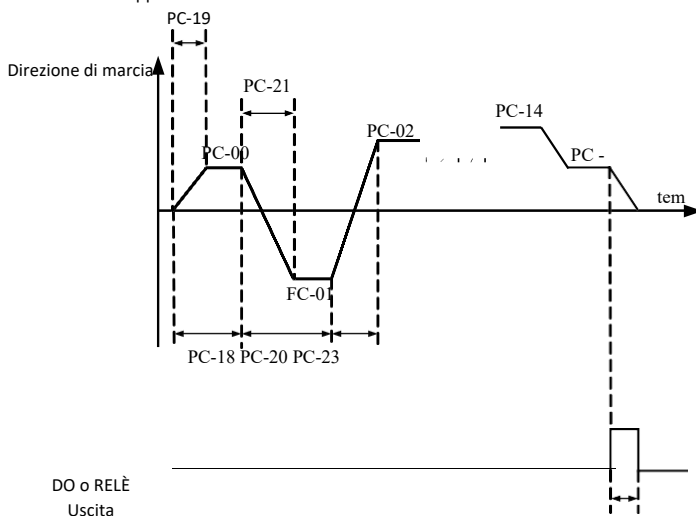 PC-19
Direzione di marcia
PC-21
PC-14
PC-02
PC-00
PC -
tem
FC-01
PC-18 PC-20 PC-23
DO o RELÈ
Uscita